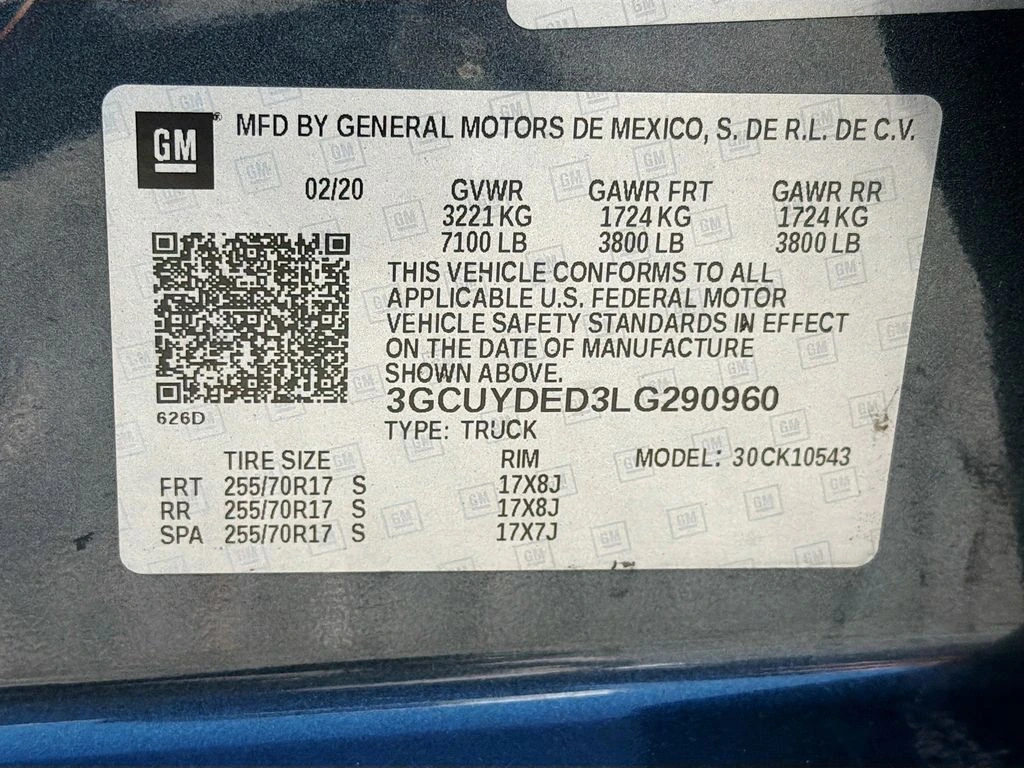 GM® MFD BY GENERAL MOTORS DE MEXICO, S. DE R.L. DE C.V.
02/20 GVWR GAWR FRT GAWR RR
3221 KG 1724 KG 1724 KG
7100 LB 3800 LB 3800 LB
THIS VEHICLE CONFORMS TO ALL
APPLICABLE U.S. FEDERAL MOTOR
VEHICLE SAFETY STANDARDS IN EFFECT
ON THE DATE OF MANUFACTURE
SHOWN ABOVE.
3GCUYDED3LG290960
626D
TYPE: TRUCK
TIRE SIZE RIM MODEL: 30CK10543
FRT 255/70R17 S 17X8J
RR 255/70R17 S 17X8J
SPA 255/70R17 S 17X7J